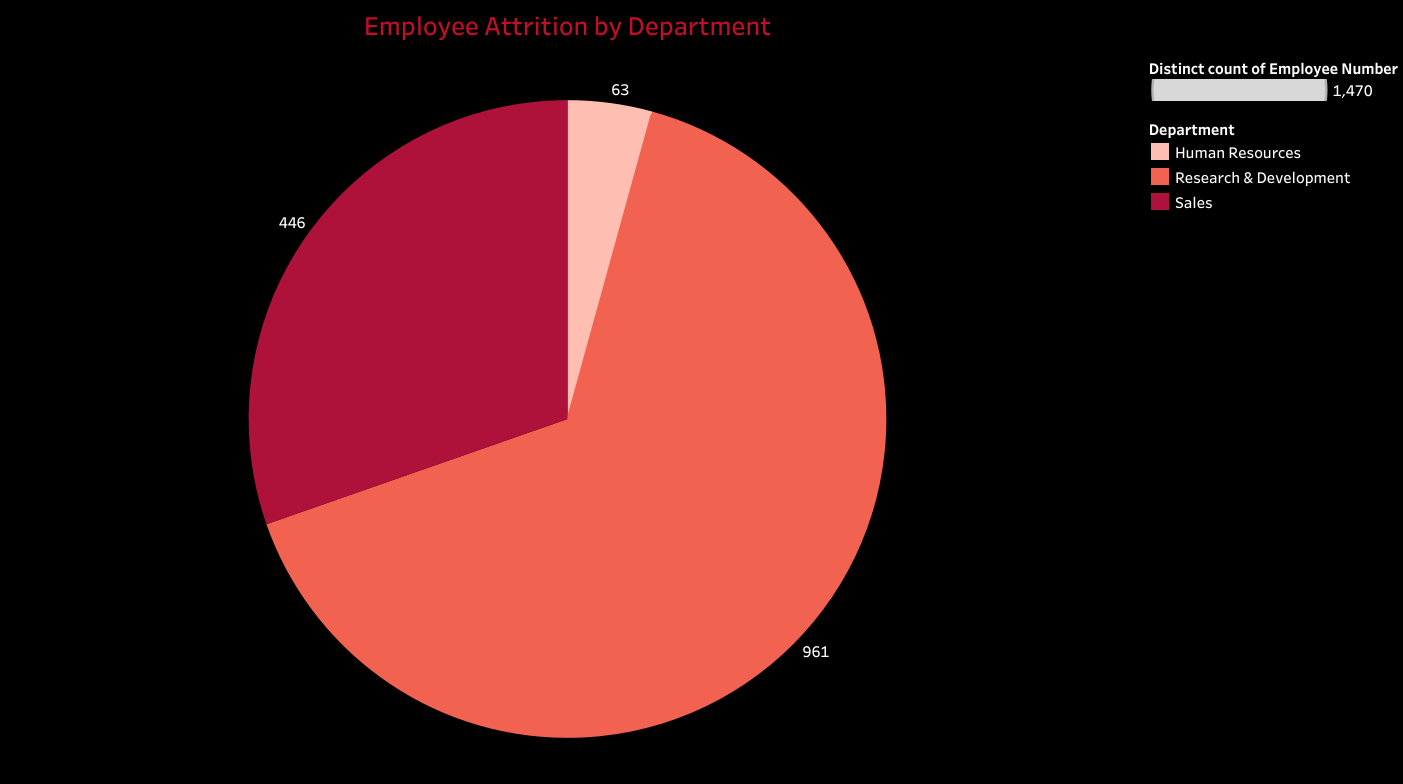 Employee Attrition by Department
63
446
961
Distinct count of Employee Number
1,470
Department
Human Resources
Research & Development
Sales